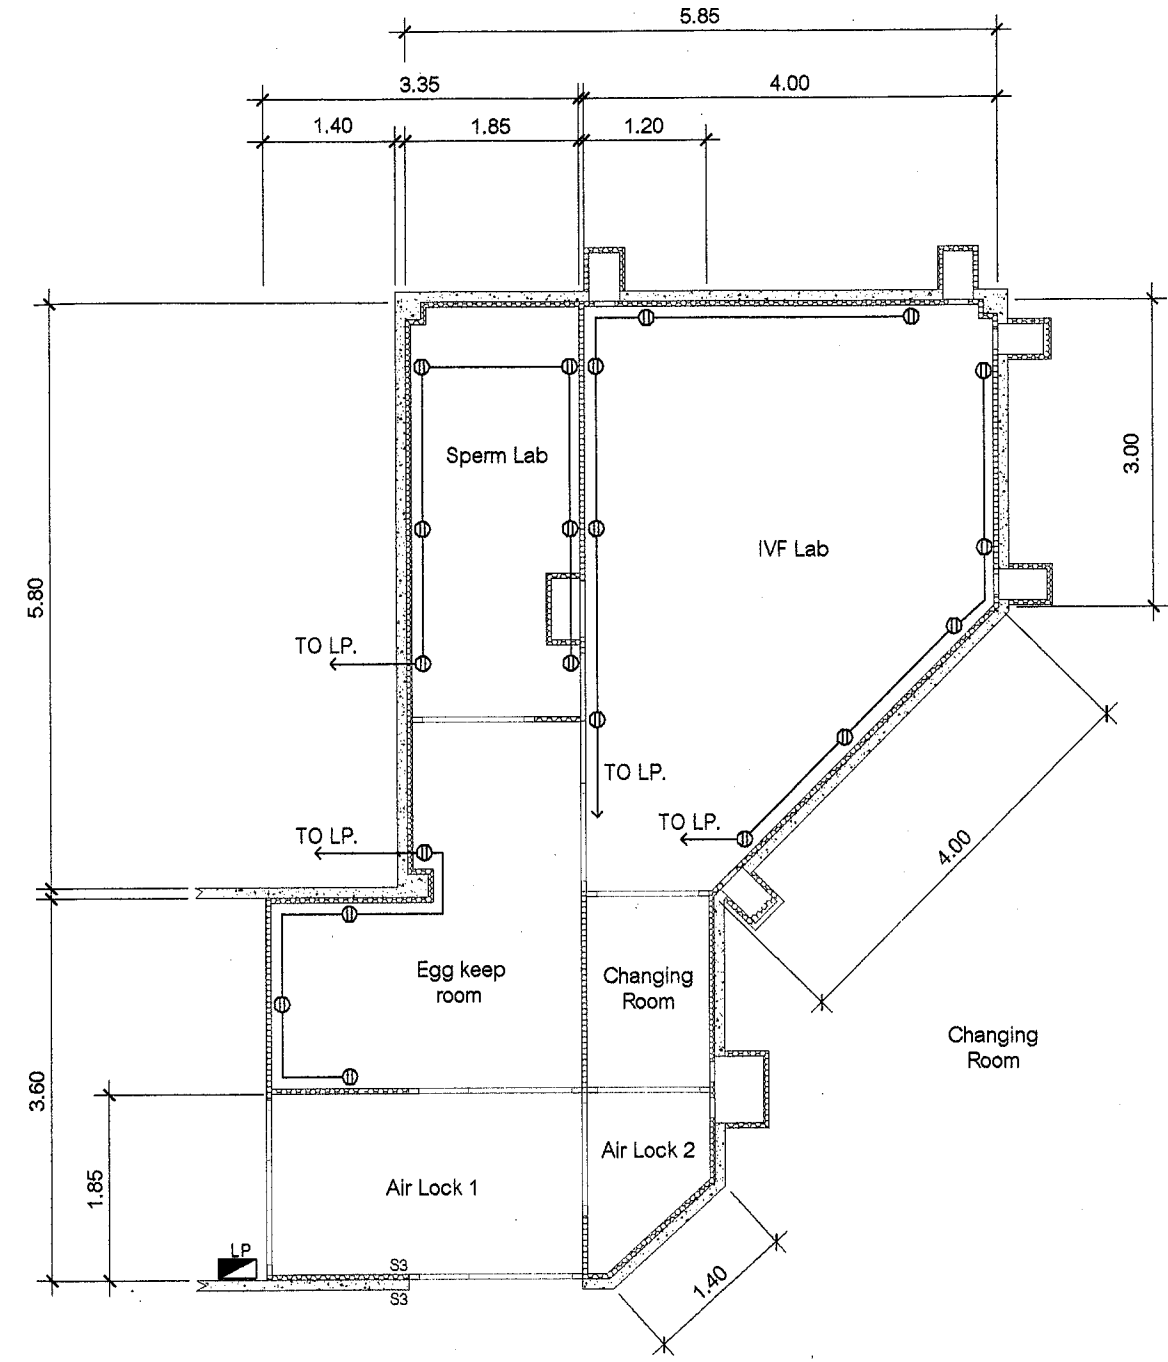 5.85
3.35
4.00
1.40
1.85
1.20
Sperm Lab
3.00
IVF Lab
5.80
TO LP.
TO LP.
TO LP.
TO LP.
4.00
Egg keep
room
Changing
Room
Changing
Room
3.60
Air Lock 2
1.85
Air Lock 1
LP
S3
S3
1.40